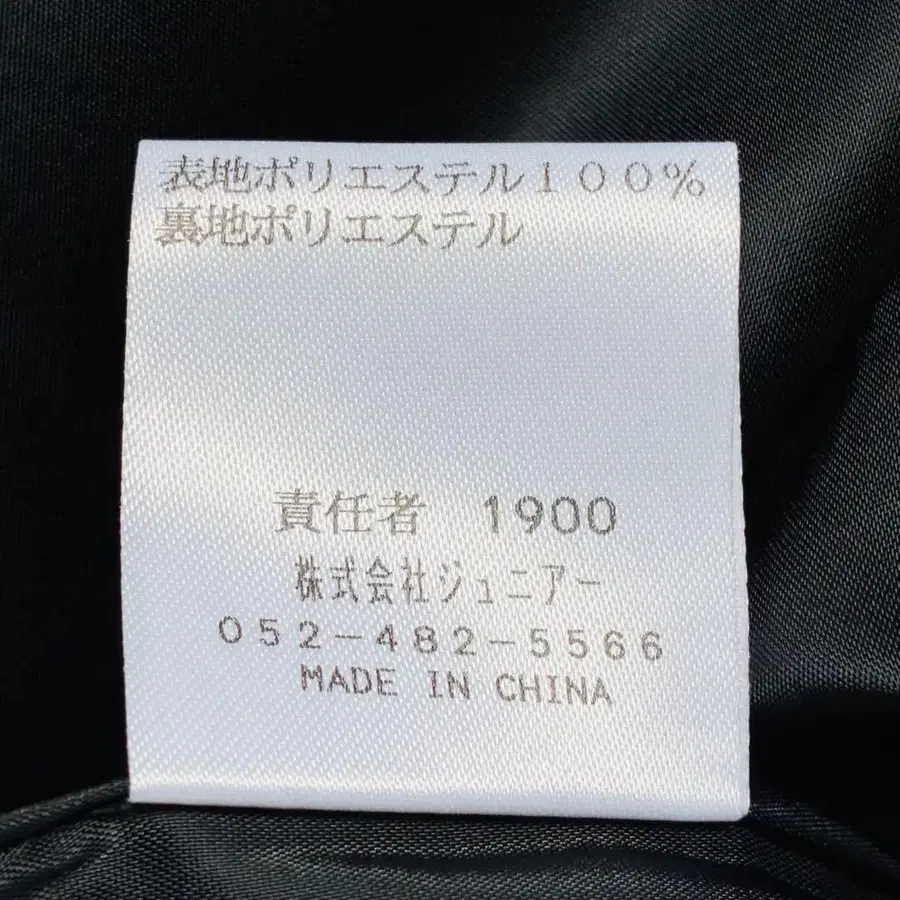 表地ポリエステル１００％
裏地ポリエステル
責任者 1900
株式会社ジュニアー
052-482-5566
MADE IN CHINA